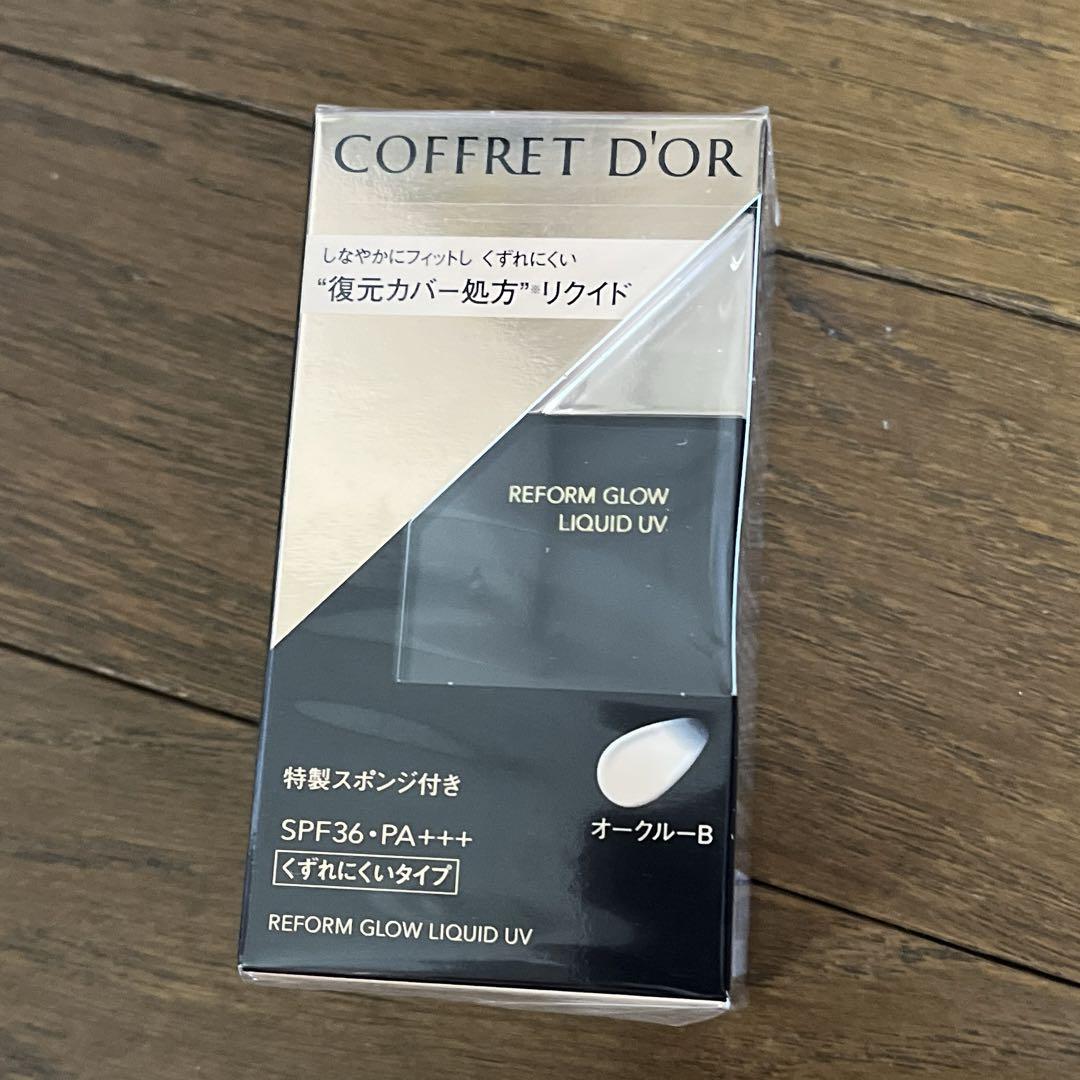 COFFRET D'OR
しなやかにフィットし くずれにくい
“復元カバー処方”※リクイド
REFORM GLOW
LIQUID UV
特製スポンジ付き
SPF36・PA+++
くずれにくいタイプ
オークルーB
REFORM GLOW LIQUID UV